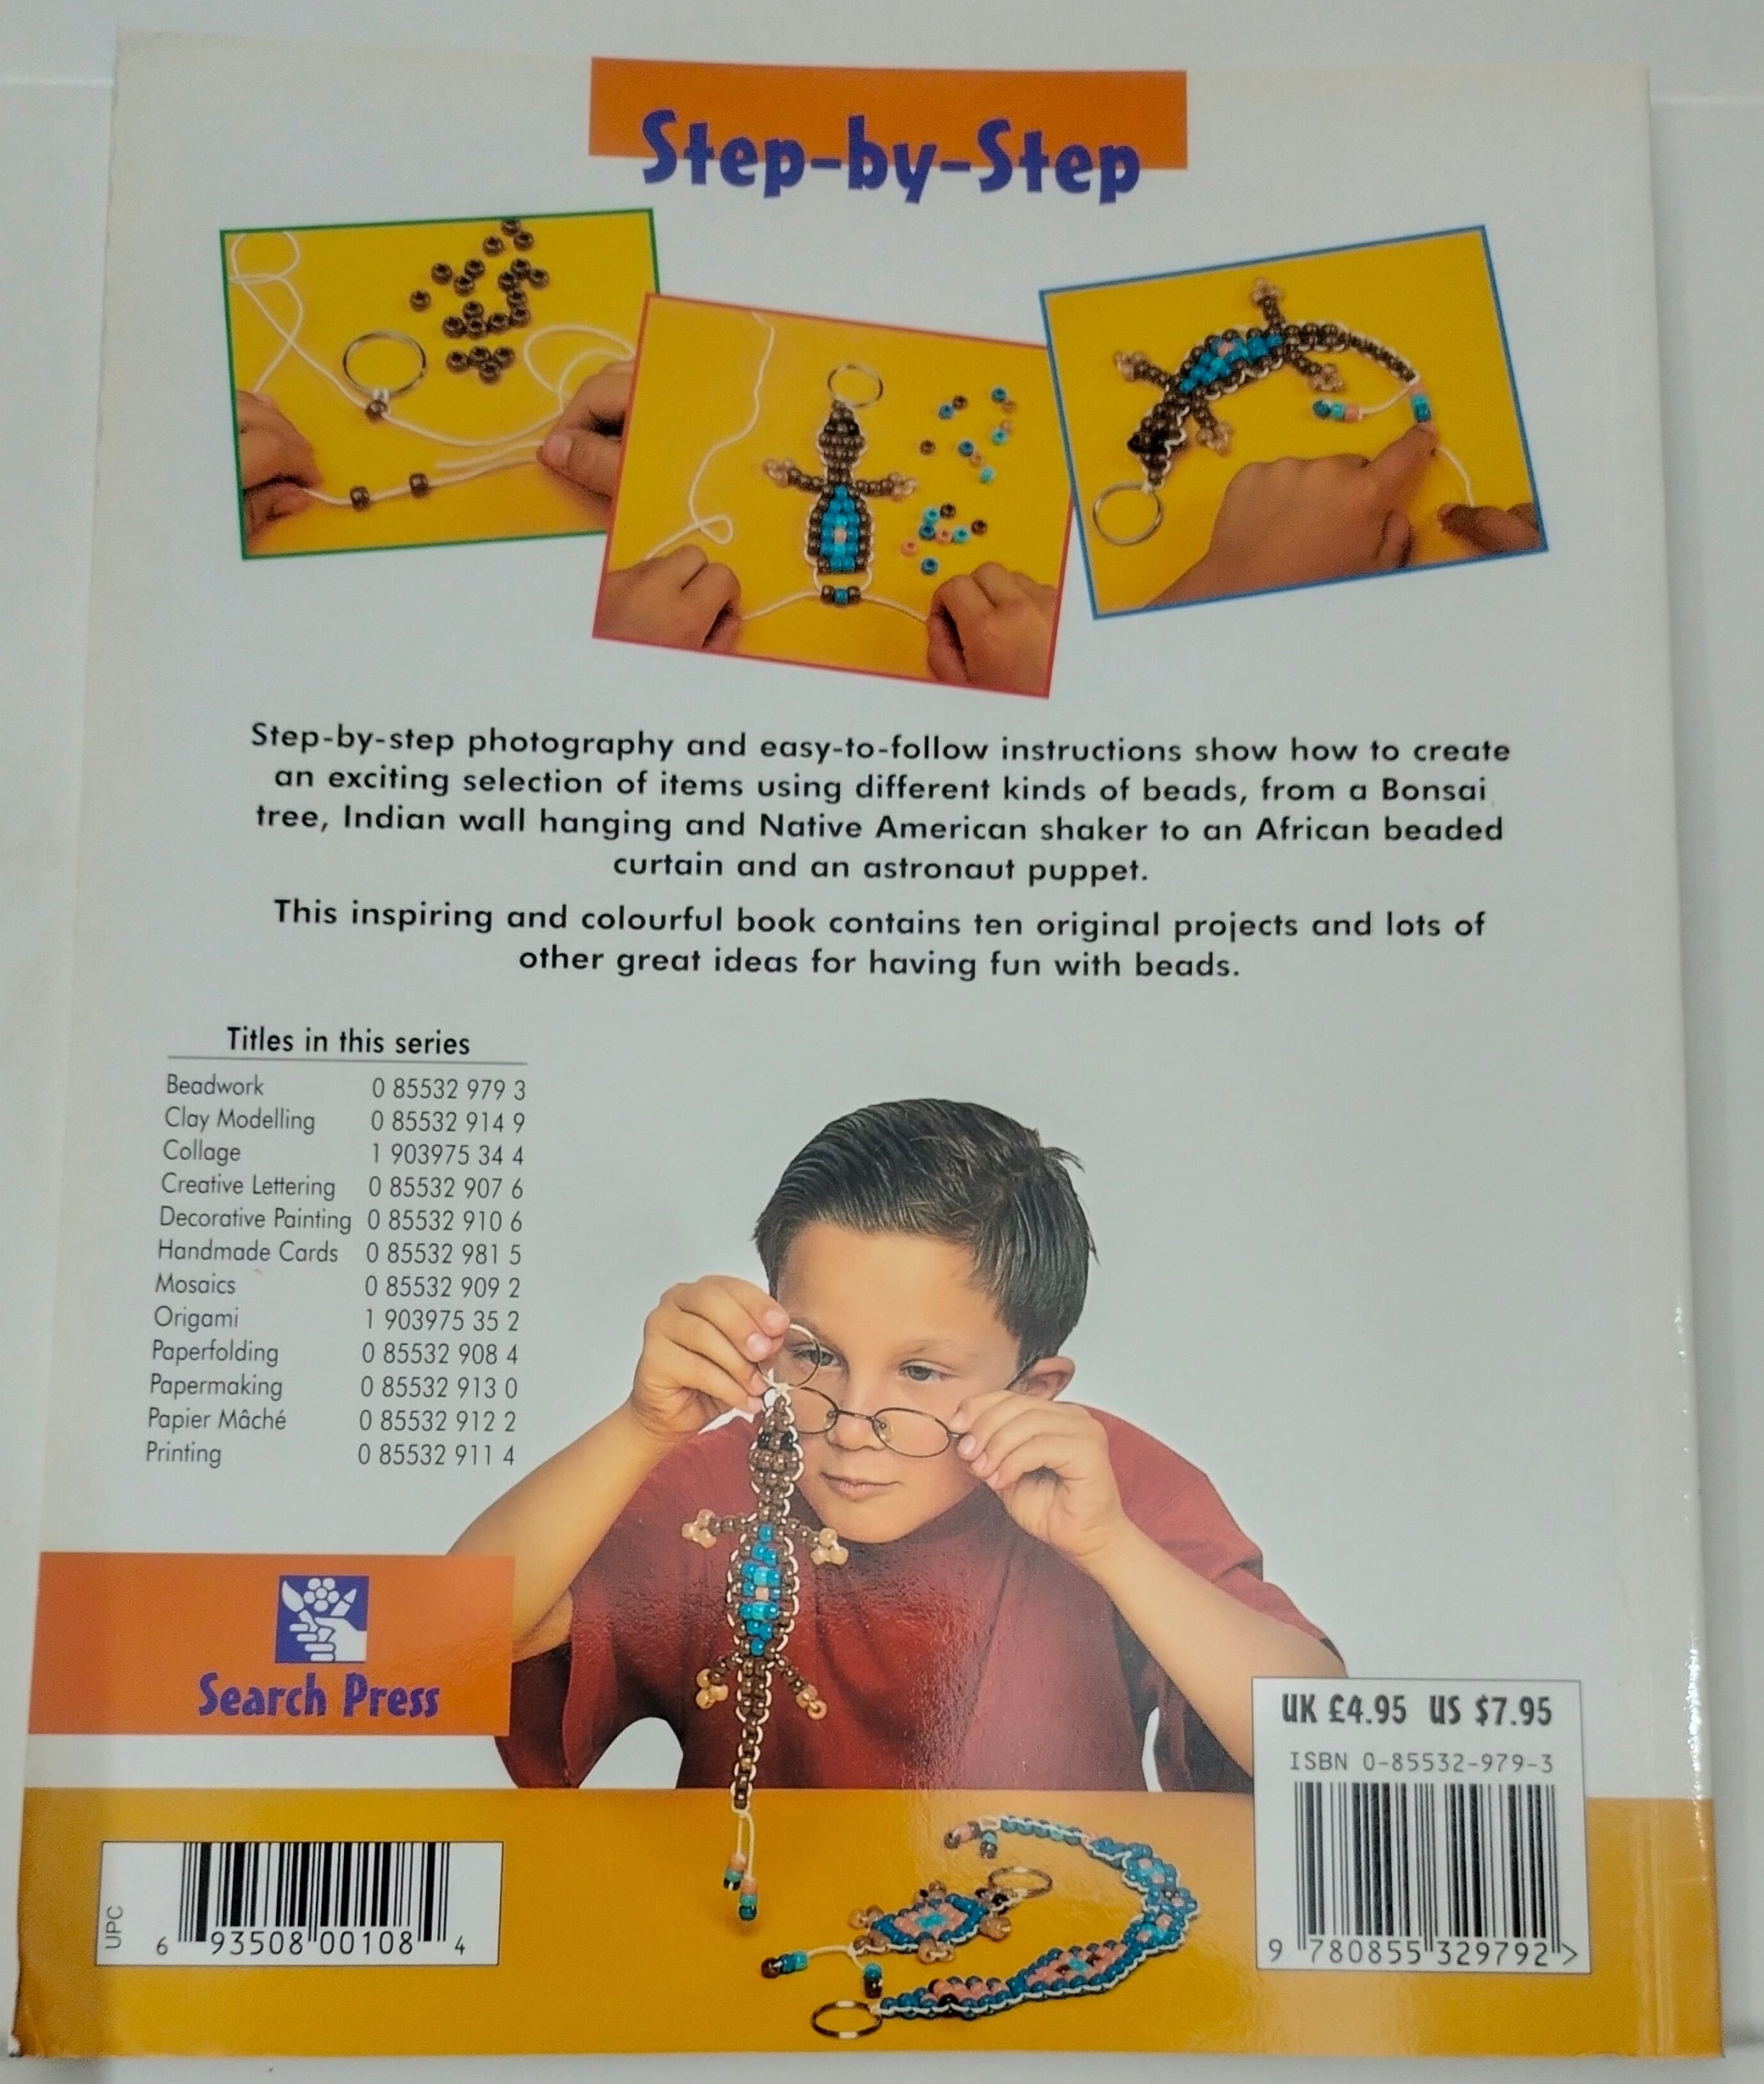 Step-by-Step
Step-by-step photography and easy-to-follow instructions show how to create
an exciting selection of items using different kinds of beads, from a Bonsai
tree, Indian wall hanging and Native American shaker to an African beaded
curtain and an astronaut puppet.
This inspiring and colourful book contains ten original projects and lots of
other great ideas for having fun with beads.
Titles in this series
Beadwork 0 85532 979 3
Clay Modelling 0 85532 914 9
Collage 1 903975 34 4
Creative Lettering 0 85532 907 6
Decorative Painting 0 85532 910 6
Handmade Cards 0 85532 981 5
Mosaics 0 85532 909 2
Origami 1 903975 35 2
Paperfolding 0 85532 908 4
Papermaking 0 85532 913 0
Papier Mâché 0 85532 912 2
Printing 0 85532 911 4
Search Press
UK £4.95 US $7.95
ISBN 0-85532-979-3
9 780855 329792 >
UPC
6 93508 00108 4